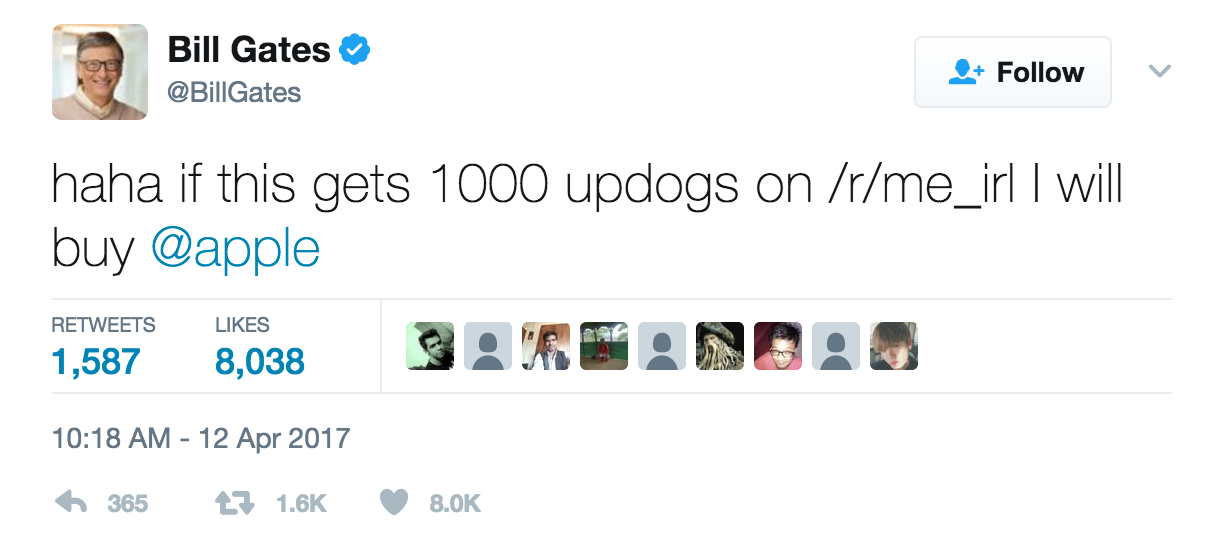 Bill Gates
@BillGates
Follow
haha if this gets 1000 updogs on /r/me_irl I will
buy @apple
RETWEETS LIKES
1,587 8,038
10:18 AM - 12 Apr 2017
365 1.6K 8.0K